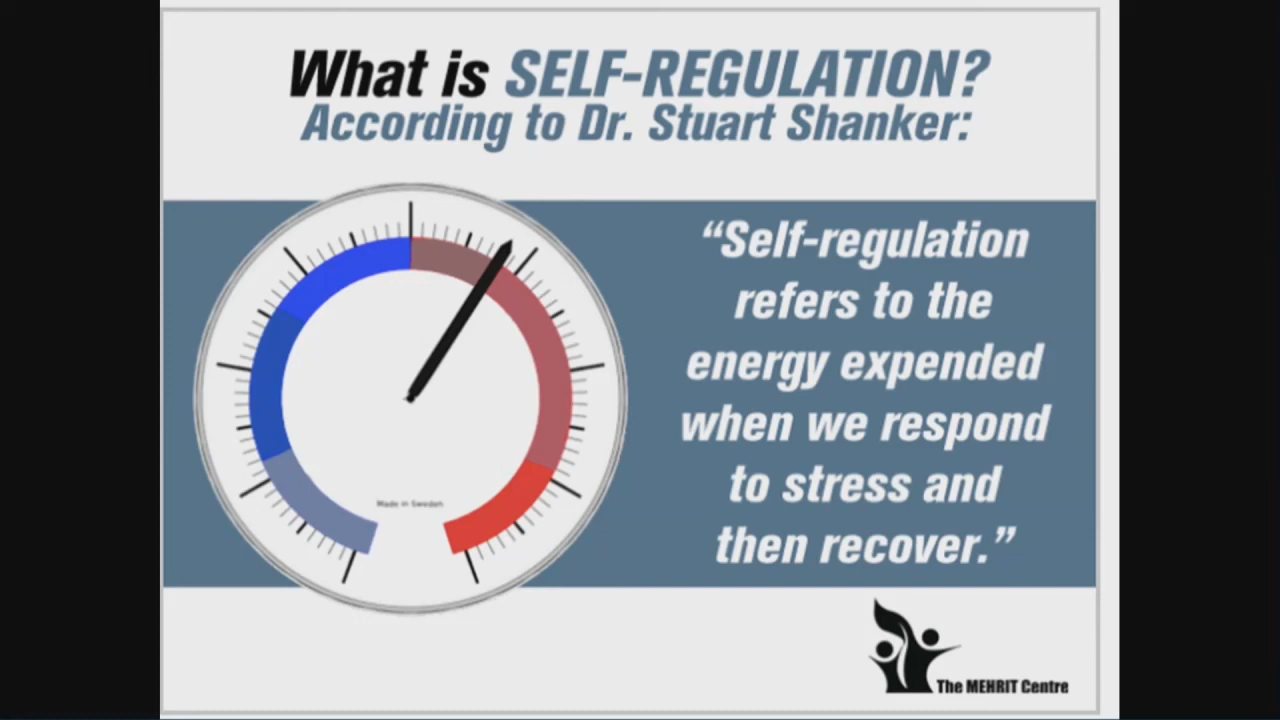 What is SELF-REGULATION?
According to Dr. Stuart Shanker:
“Self-regulation
refers to the
energy expended
when we respond
to stress and
then recover.”
Made in Sweden
The MEHRIT Centre